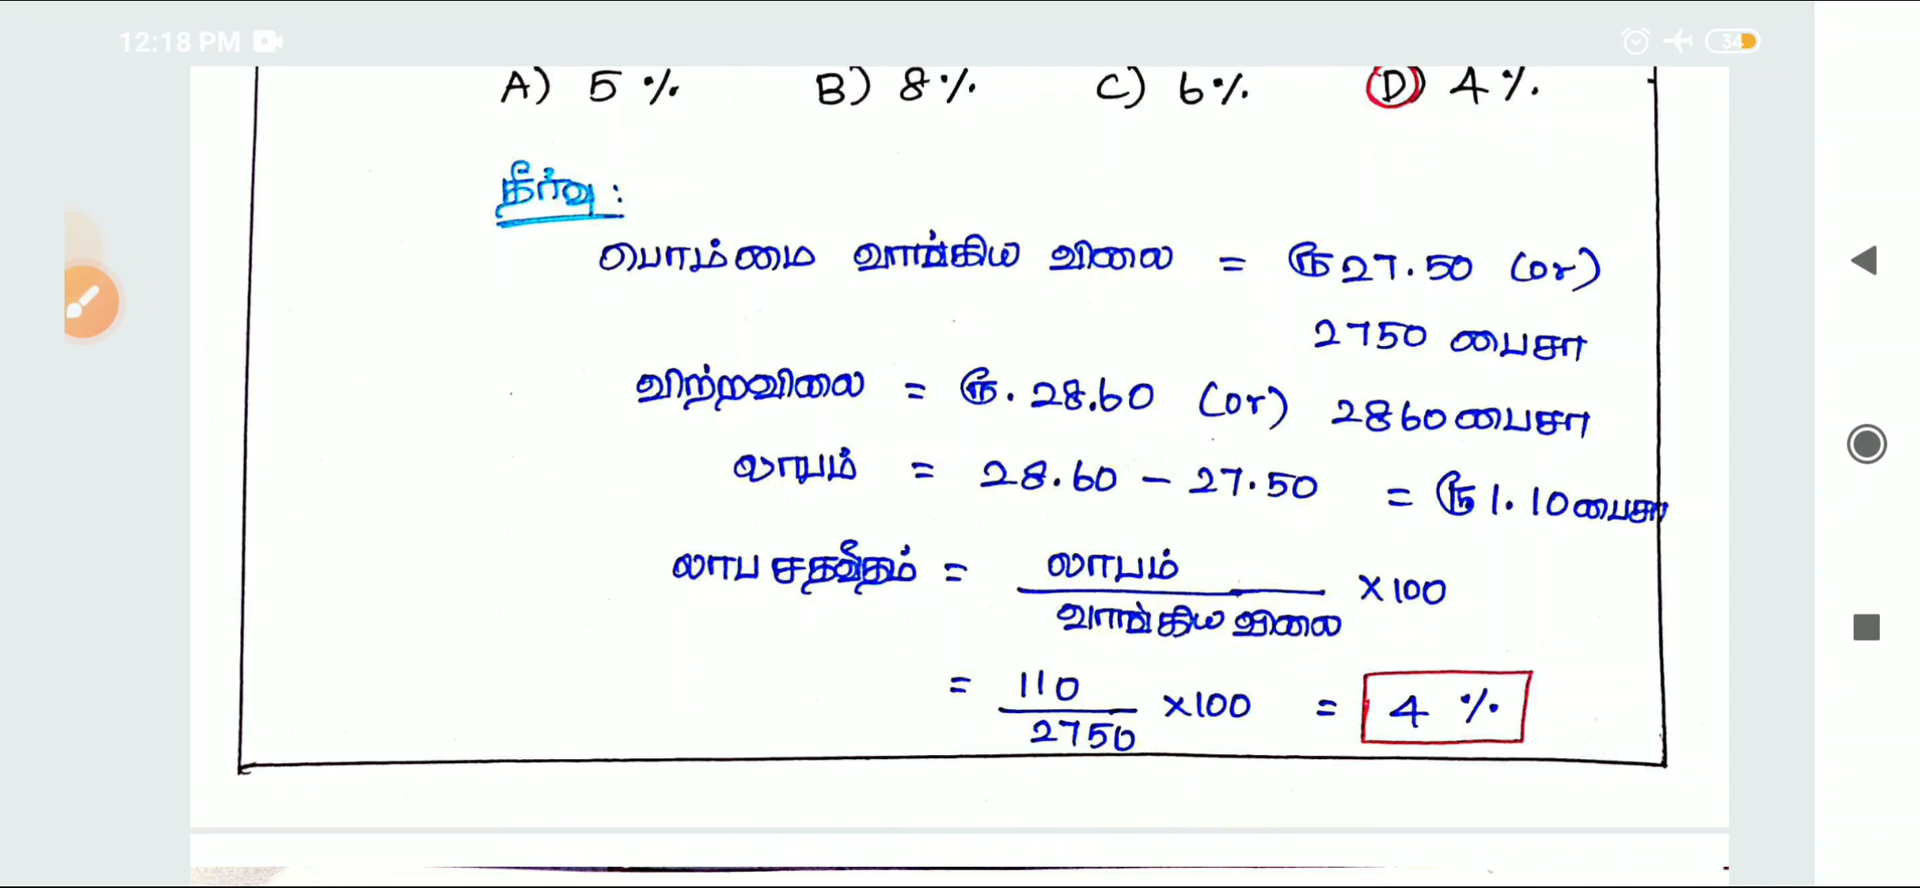 12:18 PM 34
A) 5 % B) 8 % C) 6 % D) 4 %
தீர்வு :
பொம்மை வாங்கிய விலை = ரூ 27.50 (or)
2750 பைசா
விற்றவிலை = ரூ. 28.60 (or) 2860 பைசா
லாபம் = 28.60 - 27.50 = ரூ 1.10 பைசா
லாப சதவீதம் = லாபம் / வாங்கிய விலை × 100
= 110 / 2750 × 100 = 4 %